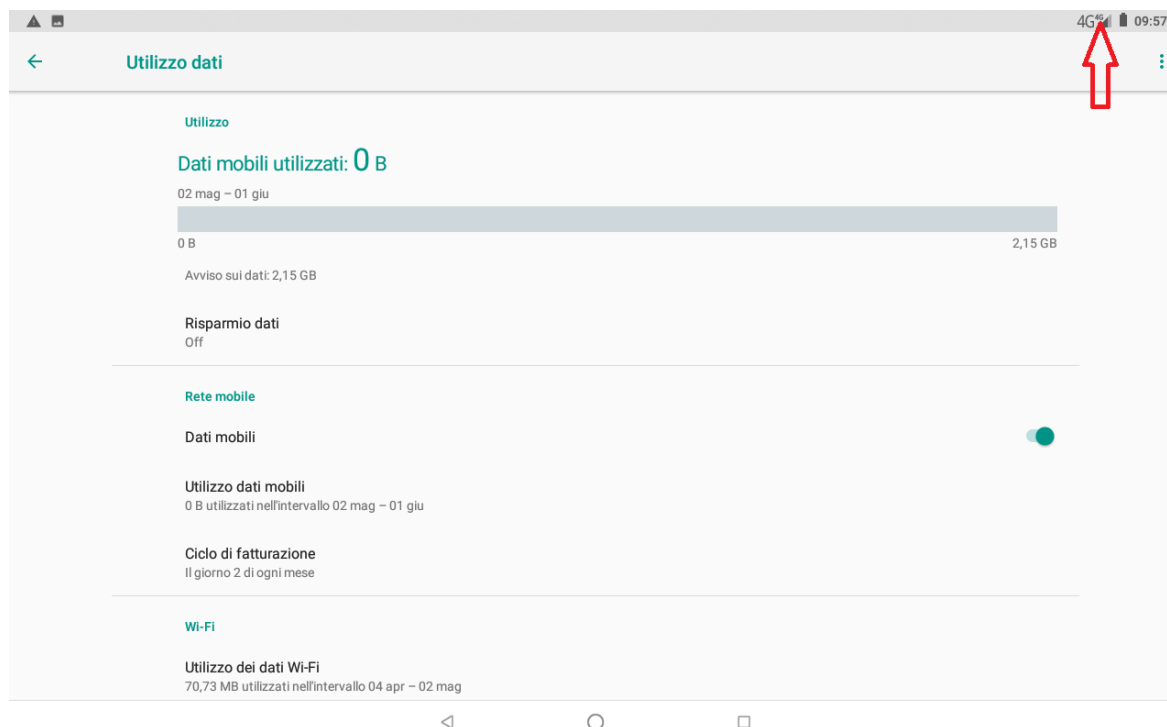 4G 4G 09:57
Utilizzo dati
Utilizzo
Dati mobili utilizzati: 0 B
02 mag – 01 giu
0 B 2,15 GB
Avviso sui dati: 2,15 GB
Risparmio dati
Off
Rete mobile
Dati mobili
Utilizzo dati mobili
0 B utilizzati nell'intervallo 02 mag – 01 giu
Ciclo di fatturazione
Il giorno 2 di ogni mese
Wi-Fi
Utilizzo dei dati Wi-Fi
70,73 MB utilizzati nell'intervallo 04 apr – 02 mag